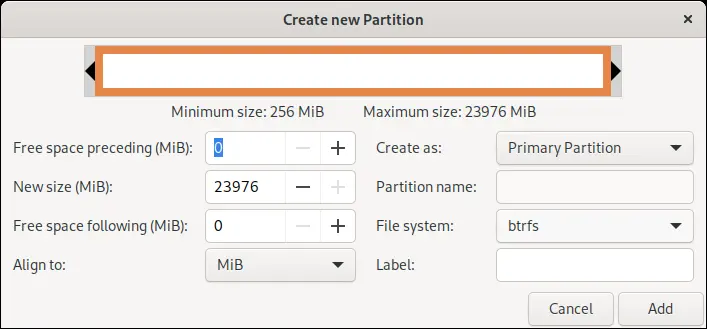 Create new Partition
Minimum size: 256 MiB Maximum size: 23976 MiB
Free space preceding (MiB): 0 Create as: Primary Partition
New size (MiB): 23976 Partition name:
Free space following (MiB): 0 File system: btrfs
Align to: MiB Label:
Cancel Add